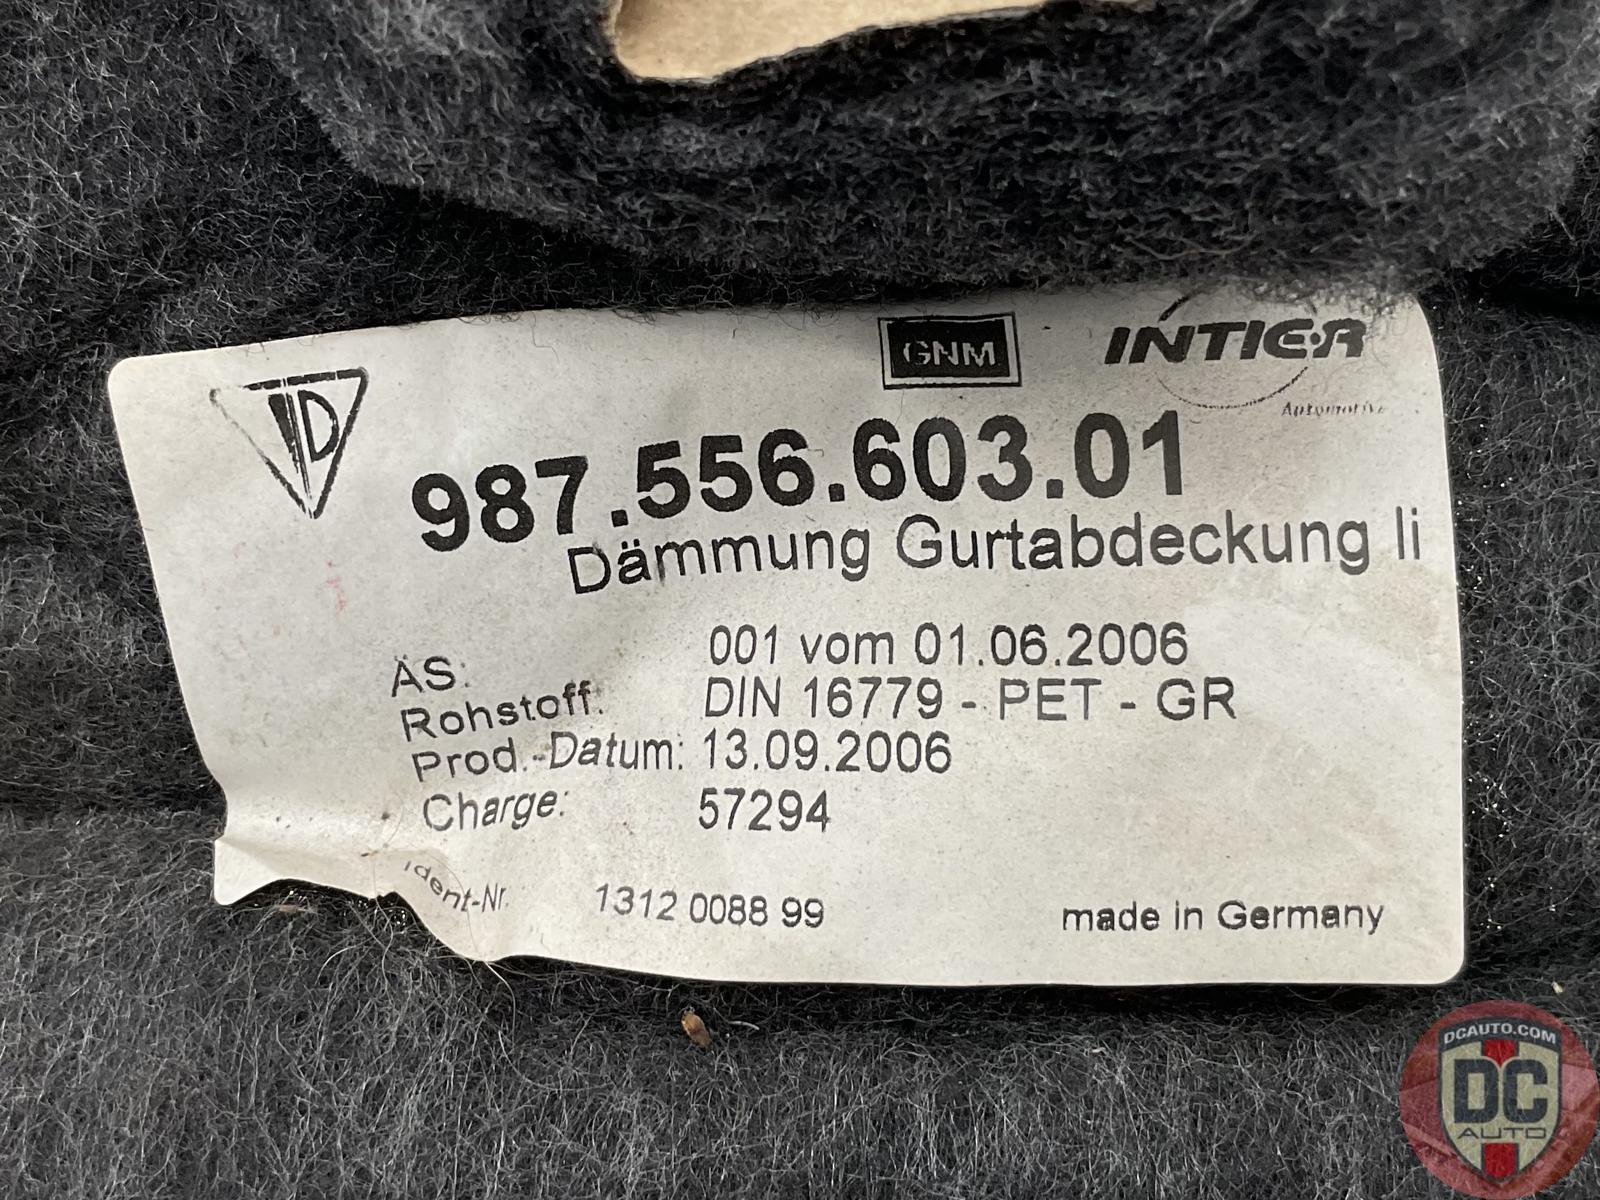 GNM
INTIER
Automotive
D
987.556.603.01
Dämmung Gurtabdeckung li
ÄS: 001 vom 01.06.2006
Rohstoff: DIN 16779 - PET - GR
Prod.-Datum: 13.09.2006
Charge: 57294
Ident-Nr. 1312 0088 99
made in Germany
DCAUTO.COM
DC
AUTO